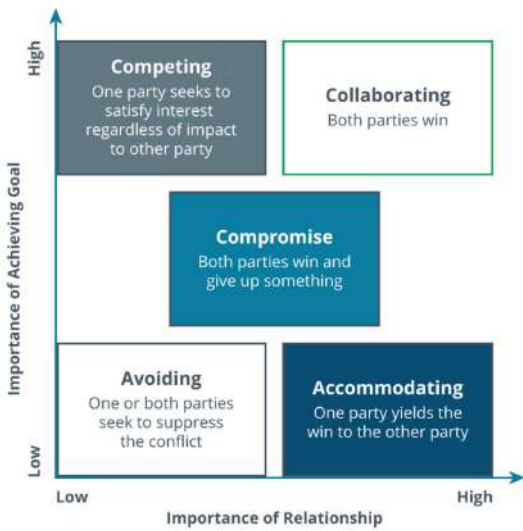 High
Importance of Achieving Goal
Low
Competing
One party seeks to
satisfy interest
regardless of impact
to other party
Collaborating
Both parties win
Compromise
Both parties win and
give up something
Avoiding
One or both parties
seek to suppress
the conflict
Accommodating
One party yields the
win to the other party
Low
High
Importance of Relationship